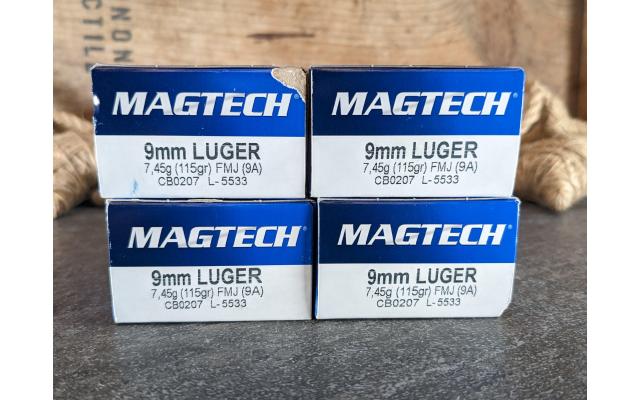 NON
ACTIL
MAGTECH®
9mm LUGER
7,45g (115gr) FMJ (9A)
CB0207 L-5533
MAGTECH®
9mm LUGER
7,45g (115gr) FMJ (9A)
CB0207 L-5533
MAGTECH®
9mm LUGER
7,45g (115gr) FMJ (9A)
CB0207 L-5533
MAGTECH®
9mm LUGER
7,45g (115gr) FMJ (9A)
CB0207 L-5533